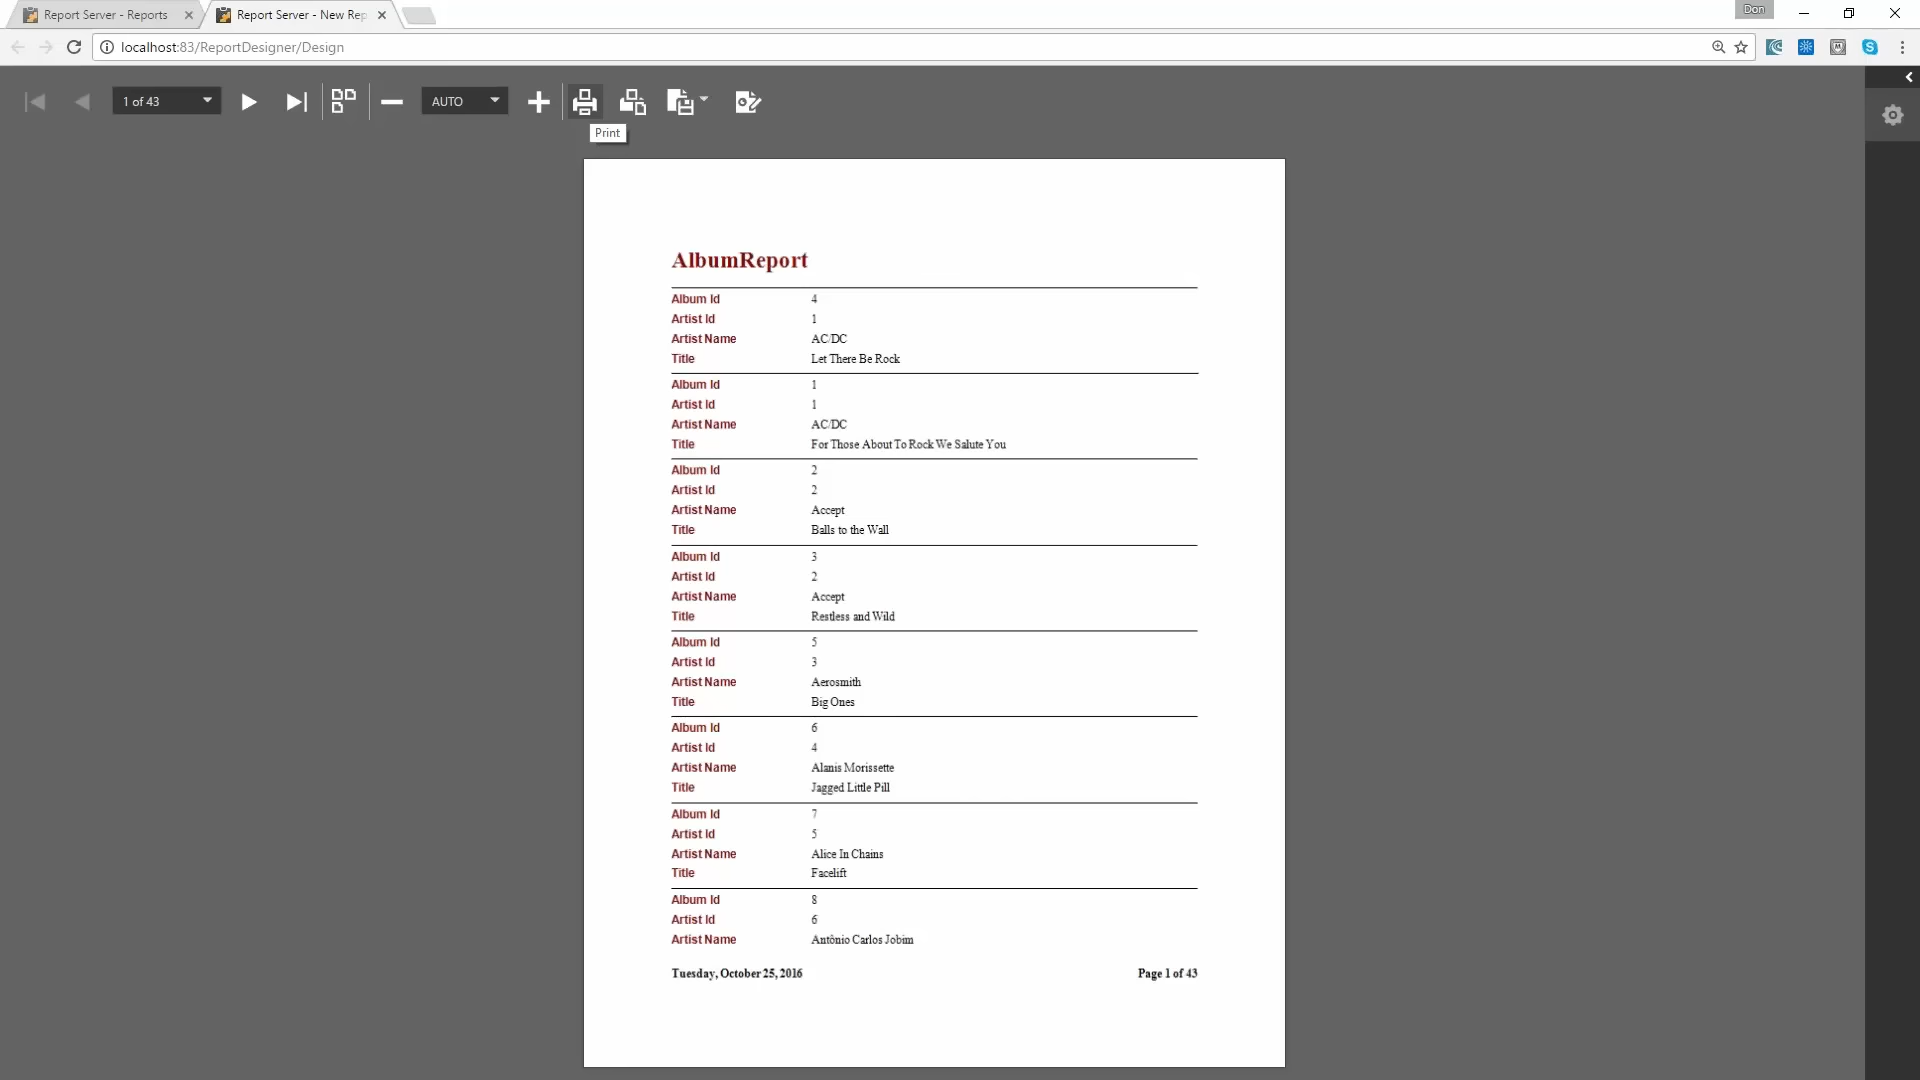 Report Server - Reports
Report Server - New Rep
Don
localhost:83/ReportDesigner/Design
1 of 43
AUTO
Print
AlbumReport
Album Id 4
Artist Id 1
Artist Name AC/DC
Title Let There Be Rock
Album Id 1
Artist Id 1
Artist Name AC/DC
Title For Those About To Rock We Salute You
Album Id 2
Artist Id 2
Artist Name Accept
Title Balls to the Wall
Album Id 3
Artist Id 2
Artist Name Accept
Title Restless and Wild
Album Id 5
Artist Id 3
Artist Name Aerosmith
Title Big Ones
Album Id 6
Artist Id 4
Artist Name Alanis Morissette
Title Jagged Little Pill
Album Id 7
Artist Id 5
Artist Name Alice In Chains
Title Facelift
Album Id 8
Artist Id 6
Artist Name Antônio Carlos Jobim
Tuesday, October 25, 2016 Page 1 of 43